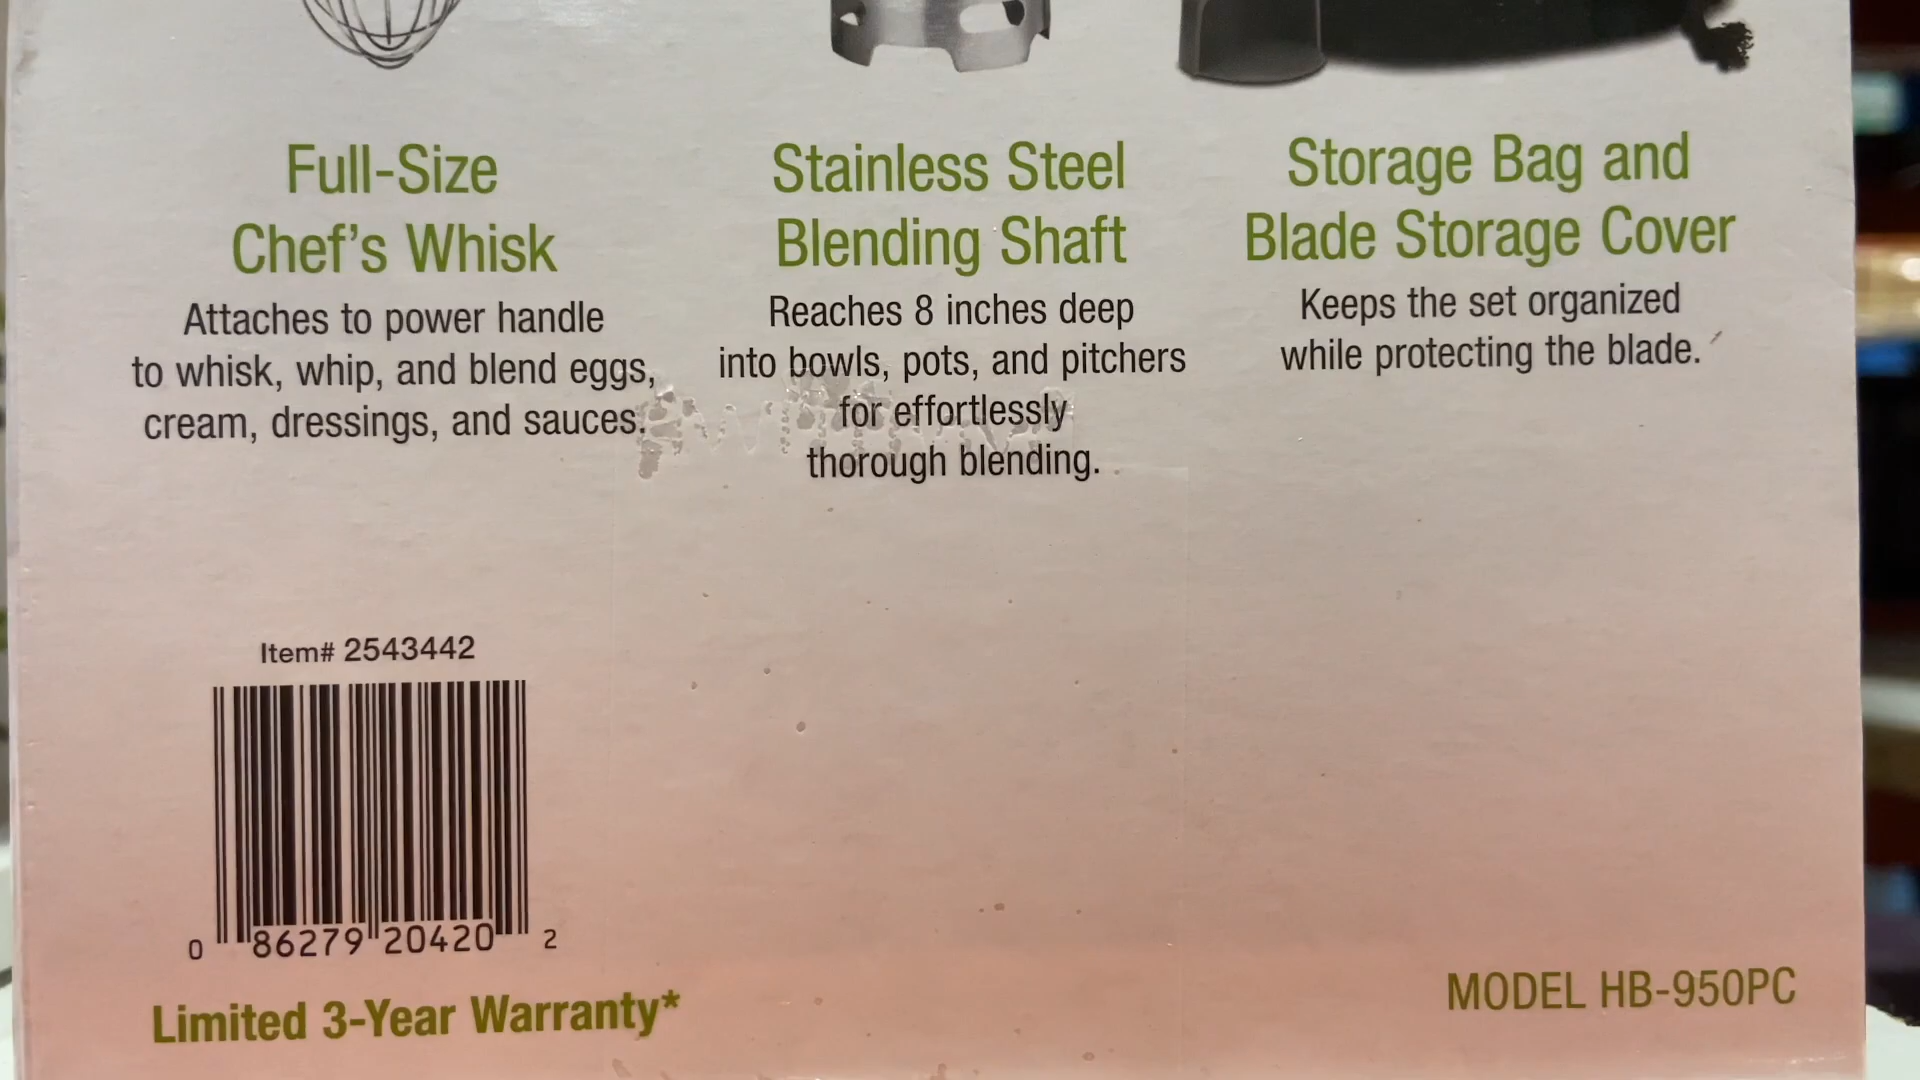 Full-Size
Chef's Whisk
Attaches to power handle
to whisk, whip, and blend eggs,
cream, dressings, and sauces.
Stainless Steel
Blending Shaft
Reaches 8 inches deep
into bowls, pots, and pitchers
for effortlessly
thorough blending.
Storage Bag and
Blade Storage Cover
Keeps the set organized
while protecting the blade.
Item# 2543442
0 86279 20420 2
Limited 3-Year Warranty*
MODEL HB-950PC